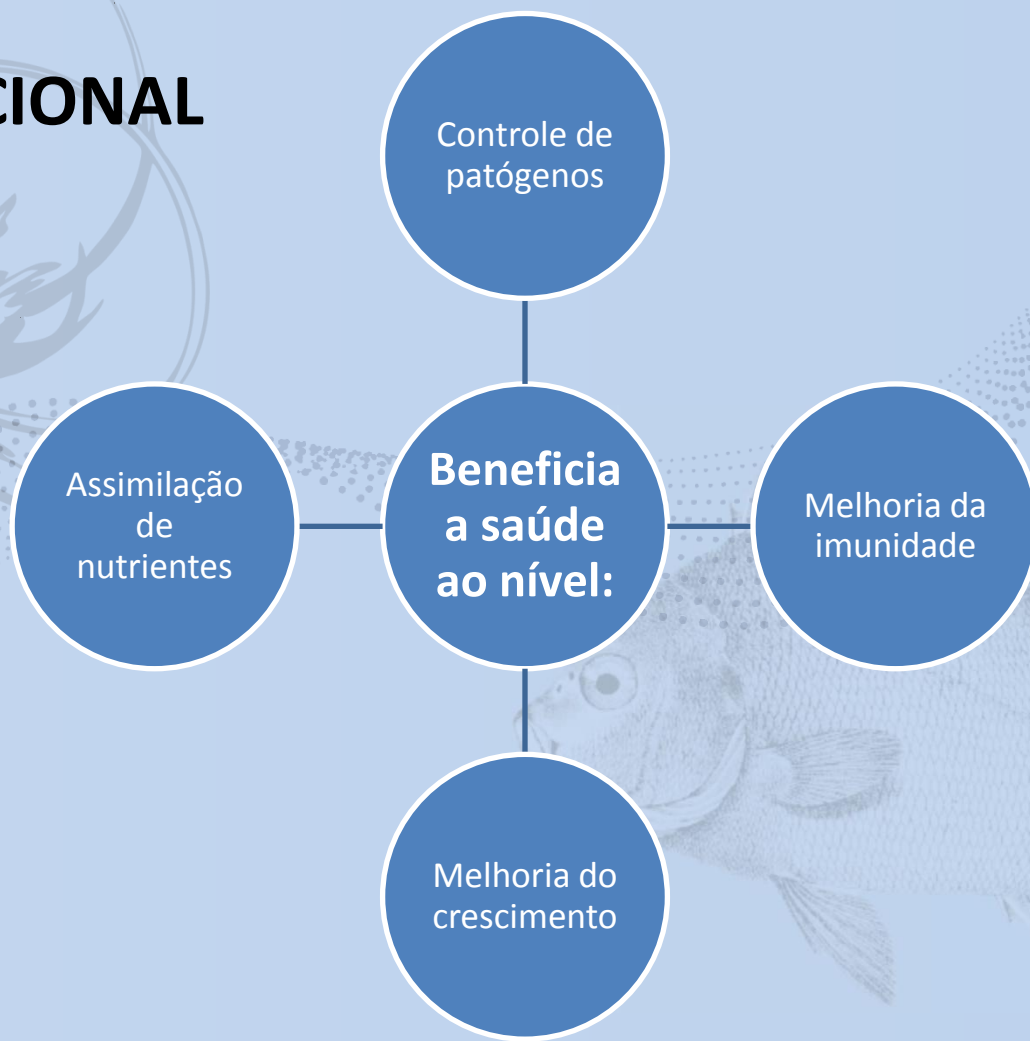 CIONAL
Controle de
patógenos
Assimilação
de
nutrientes
Beneficia
a saúde
ao nível:
Melhoria da
imunidade
Melhoria do
crescimento